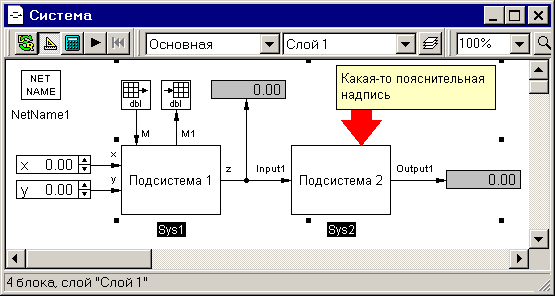 Система
Основная
Слой 1
100%
NET
NAME
NetName1
dbl
dbl
0.00
Какая-то пояснительная
надпись
M
M1
x 0.00
y 0.00
x
y
Подсистема 1
z
Input1
Подсистема 2
Output1
0.00
Sys1
Sys2
4 блока, слой "Слой 1"